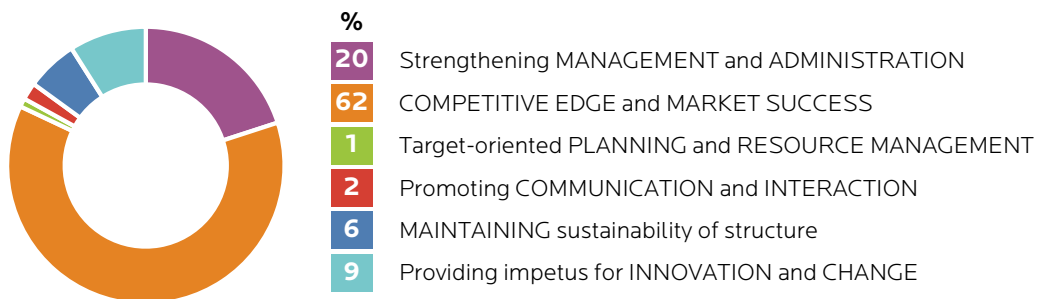 %
20 Strengthening MANAGEMENT and ADMINISTRATION
62 COMPETITIVE EDGE and MARKET SUCCESS
1 Target-oriented PLANNING and RESOURCE MANAGEMENT
2 Promoting COMMUNICATION and INTERACTION
6 MAINTAINING sustainability of structure
9 Providing impetus for INNOVATION and CHANGE